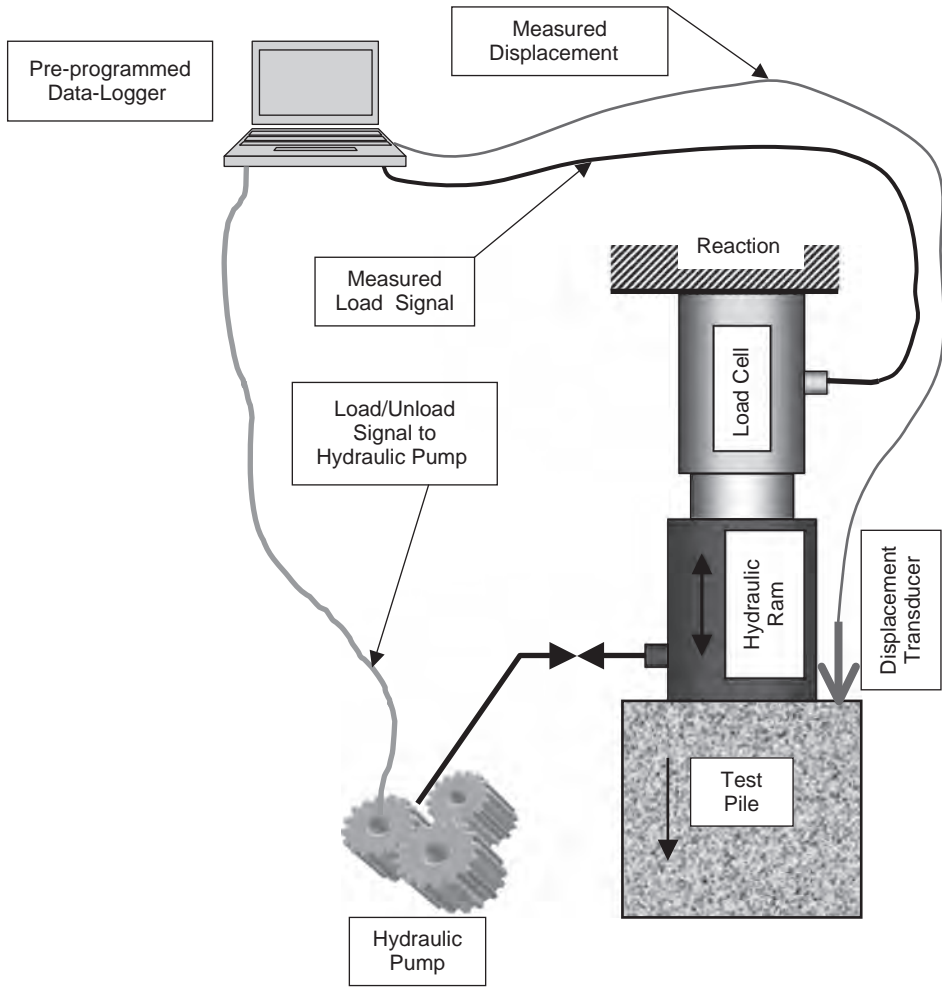 Measured
Displacement
Pre-programmed
Data-Logger
Reaction
Measured
Load Signal
Load Cell
Load/Unload
Signal to
Hydraulic Pump
Hydraulic
Ram
Displacement
Transducer
Test
Pile
Hydraulic
Pump